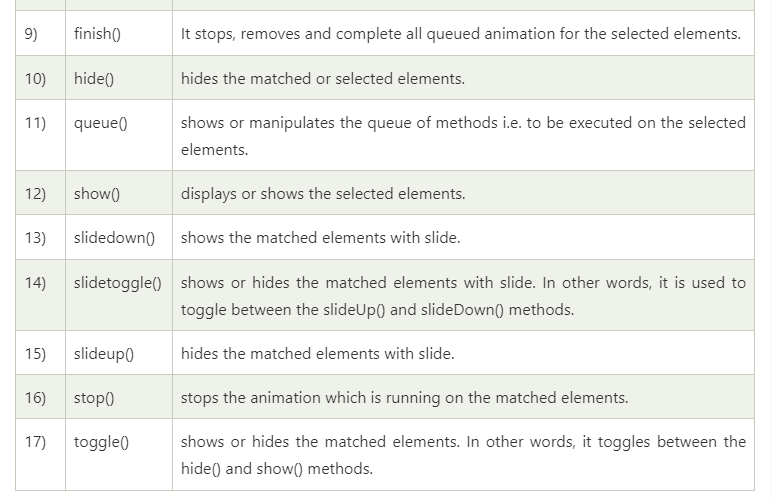 9) finish() It stops, removes and complete all queued animation for the selected elements.
10) hide() hides the matched or selected elements.
11) queue() shows or manipulates the queue of methods i.e. to be executed on the selected
elements.
12) show() displays or shows the selected elements.
13) slidedown() shows the matched elements with slide.
14) slidetoggle() shows or hides the matched elements with slide. In other words, it is used to
toggle between the slideUp() and slideDown() methods.
15) slideup() hides the matched elements with slide.
16) stop() stops the animation which is running on the matched elements.
17) toggle() shows or hides the matched elements. In other words, it toggles between the
hide() and show() methods.